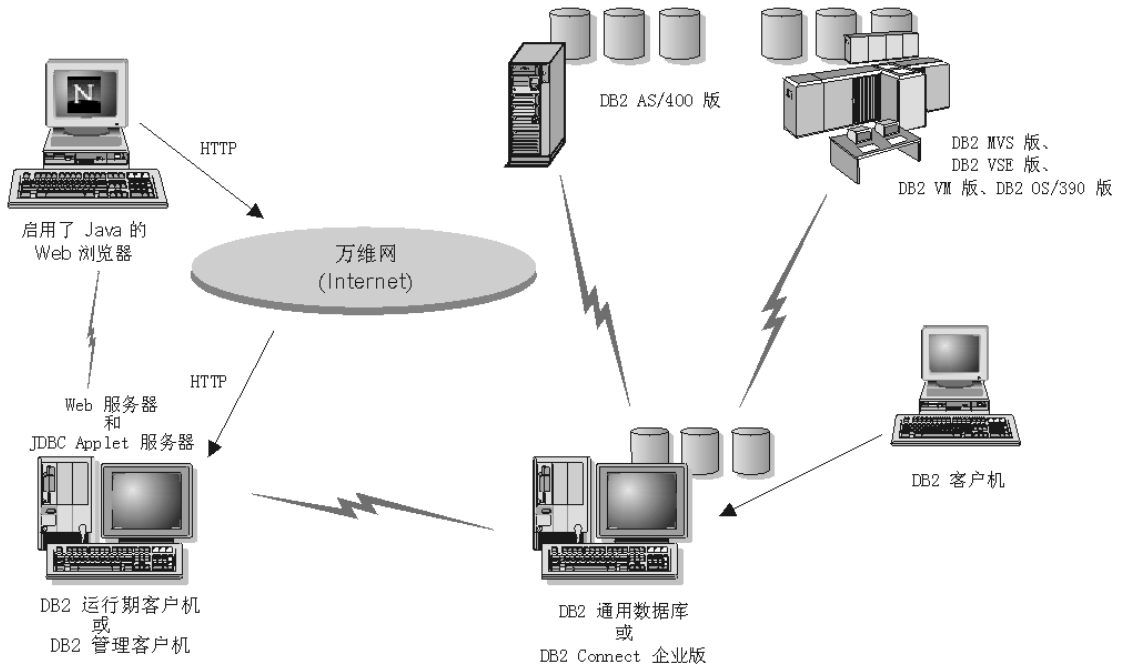 DB2 AS/400 版
DB2 MVS 版、
DB2 VSE 版、
DB2 VM 版、DB2 OS/390 版
N
HTTP
启用了 Java 的
Web 浏览器
万维网
(Internet)
HTTP
Web 服务器
和
JDBC Applet 服务器
DB2 客户机
DB2 运行期客户机
或
DB2 管理客户机
DB2 通用数据库
或
DB2 Connect 企业版